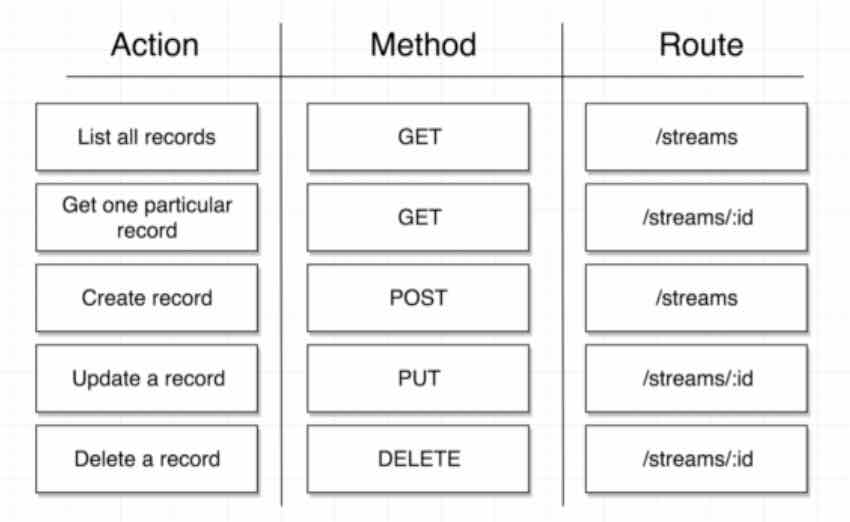 Action Method Route
List all records GET /streams
Get one particular
record GET /streams/:id
Create record POST /streams
Update a record PUT /streams/:id
Delete a record DELETE /streams/:id